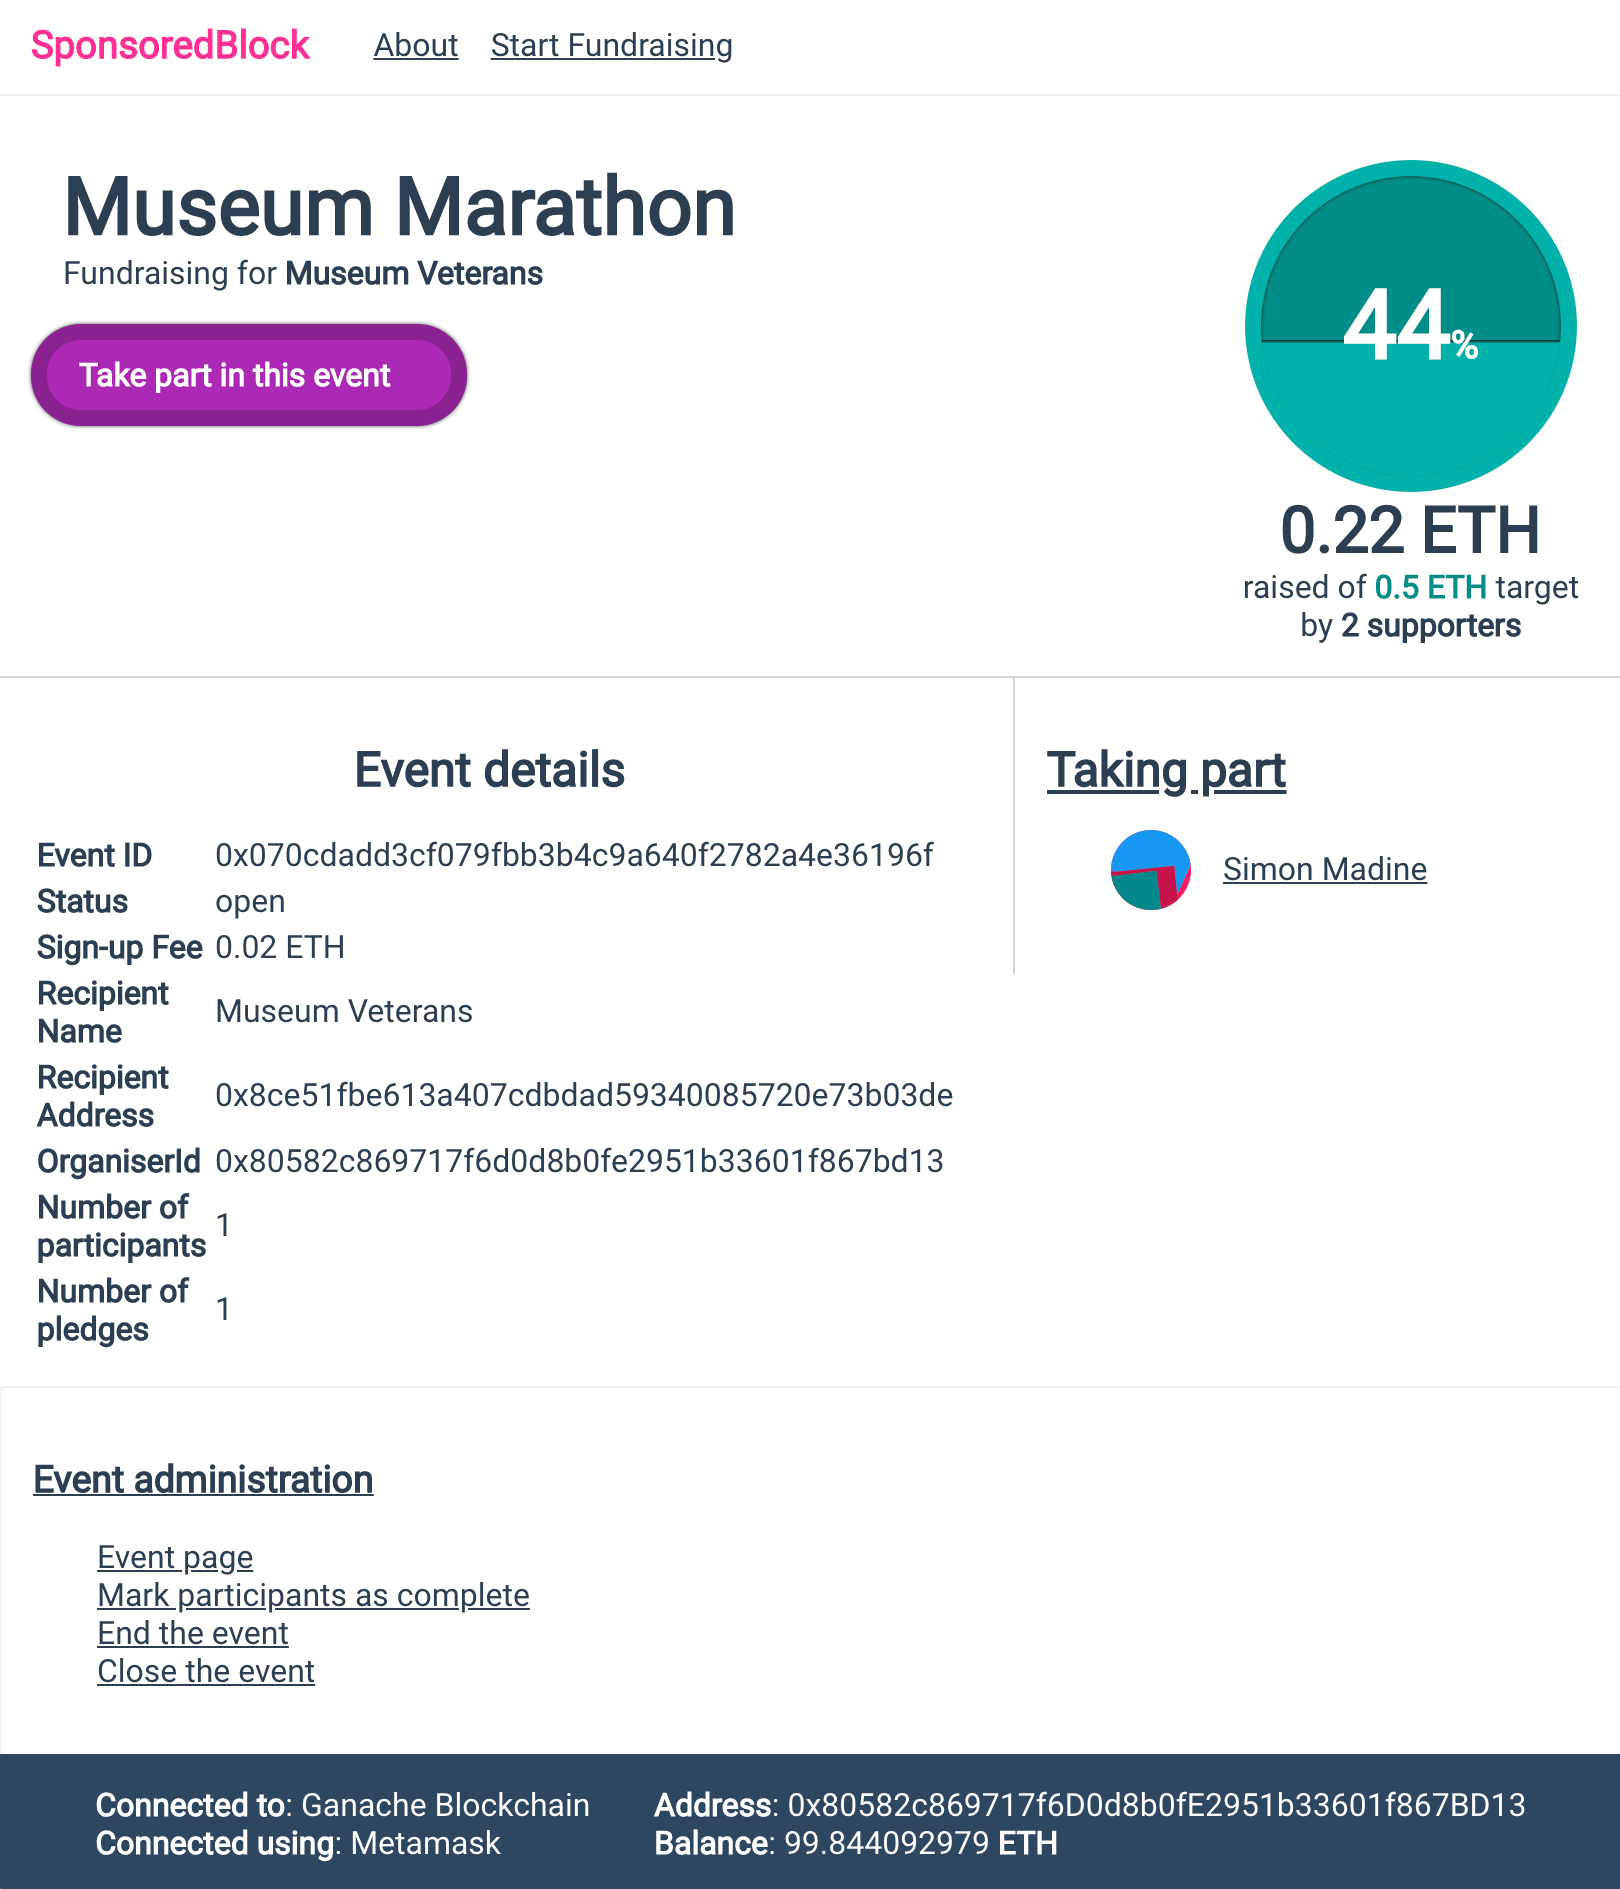 SponsoredBlock About Start Fundraising
Museum Marathon
Fundraising for Museum Veterans
Take part in this event
44%
0.22 ETH
raised of 0.5 ETH target
by 2 supporters
Event details
Event ID 0x070cdadd3cf079fbb3b4c9a640f2782a4e36196f
Status open
Sign-up Fee 0.02 ETH
Recipient
Name
Museum Veterans
Recipient
Address
0x8ce51fbe613a407cdbdad59340085720e73b03de
OrganiserId 0x80582c869717f6d0d8b0fe2951b33601f867bd13
Number of
participants
1
Number of
pledges
1
Taking part
Simon Madine
Event administration
Event page
Mark participants as complete
End the event
Close the event
Connected to: Ganache Blockchain
Connected using: Metamask
Address: 0x80582c869717f6D0d8b0fE2951b33601f867BD13
Balance: 99.844092979 ETH